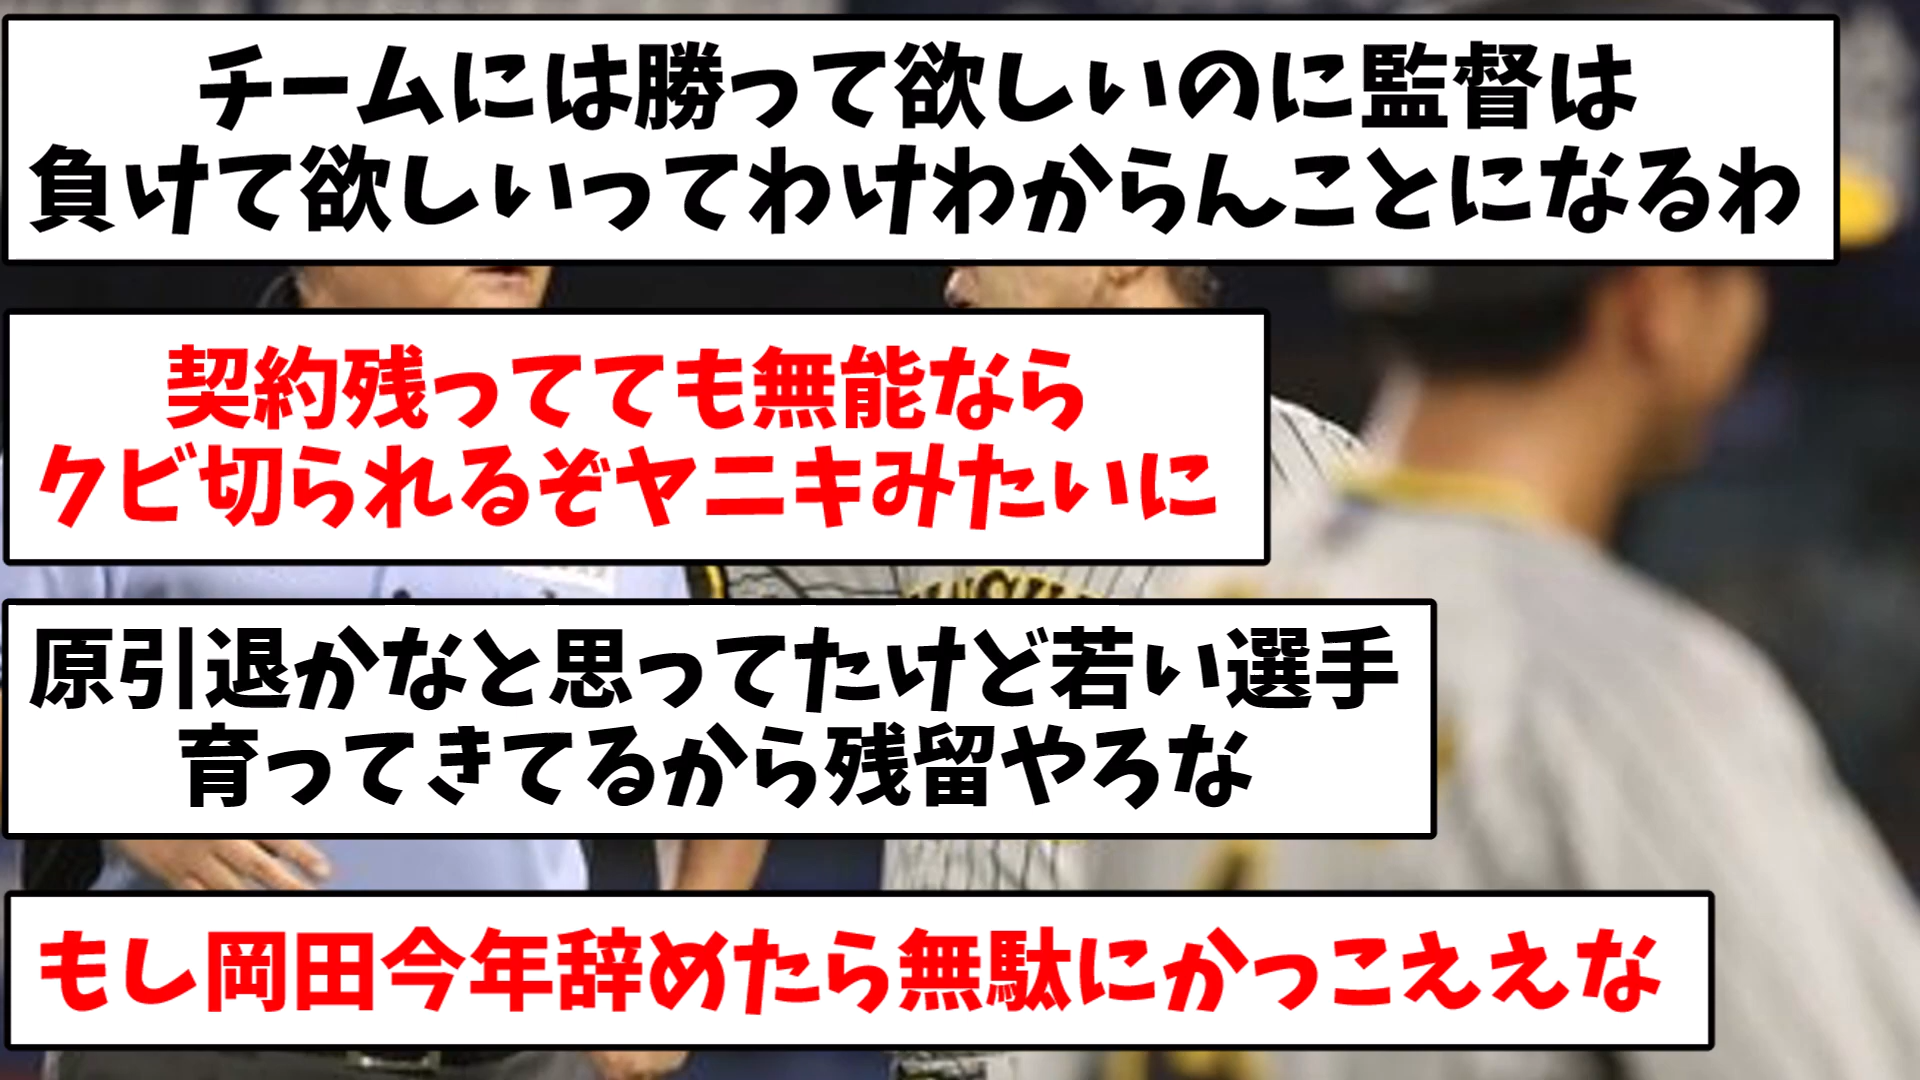 チームには勝って欲しいのに監督は
負けて欲しいってわけわからんことになるわ
契約残ってても無能なら
クビ切られるぞヤニキみたいに
原引退かなと思ってたけど若い選手
育ってきてるから残留やろな
もし岡田今年辞めたら無駄にかっこええな